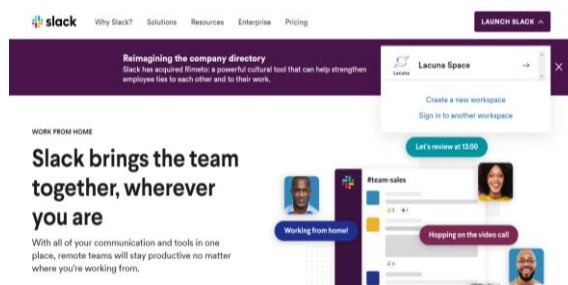 slack
Why Slack?
Solutions
Resources
Enterprise
Pricing
LAUNCH SLACK
Reimagining the company directory
Slack has acquired Rimeto: a powerful cultural tool that can help strengthen
employee ties to each other and to their work.
Lacuna
Lacuna Space
Create a new workspace
Sign in to another workspace
WORK FROM HOME
Slack brings the team
together, wherever
you are
With all of your communication and tools in one
place, remote teams will stay productive no matter
where you're working from.
Let's review at 13:00
#team-sales
Working from home!
Hopping on the video call